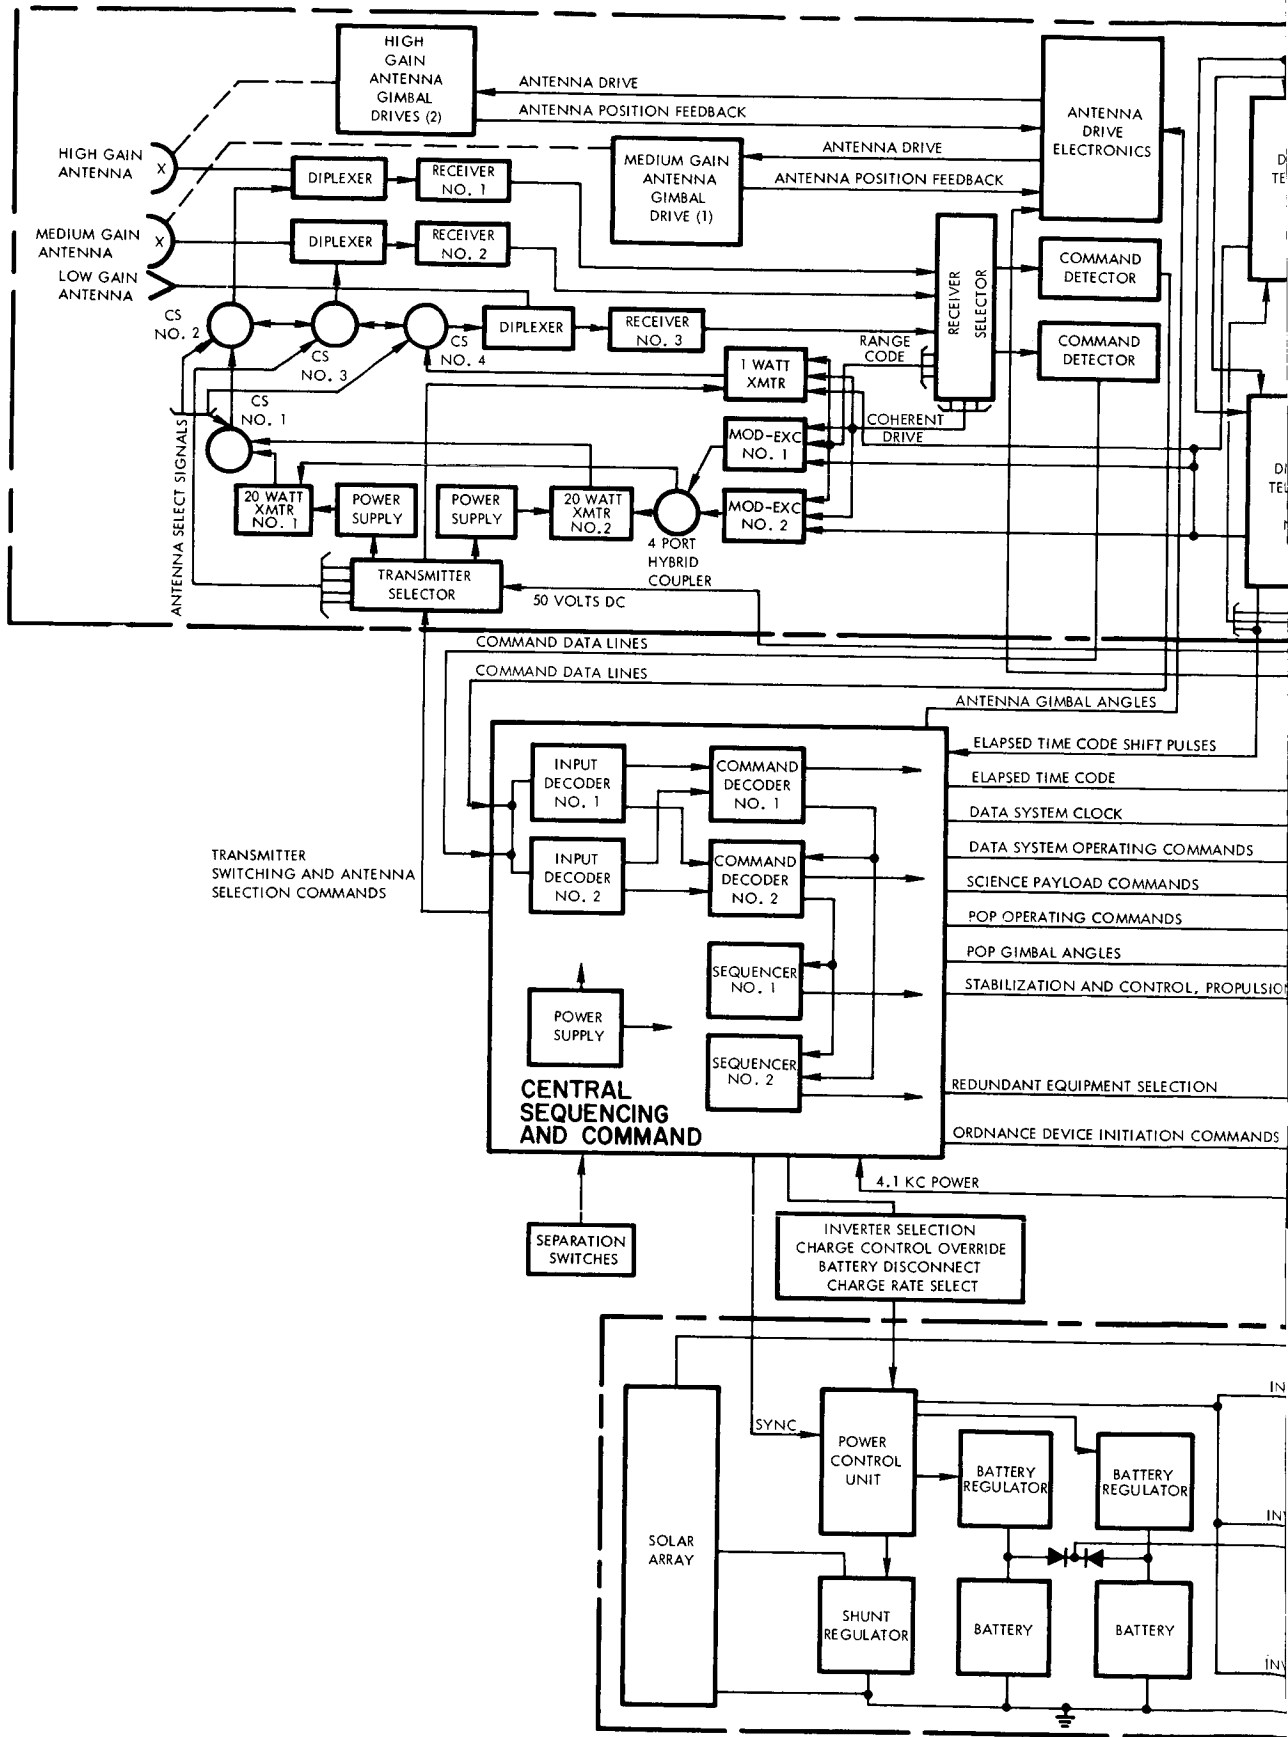 HIGH
GAIN
ANTENNA
GIMBAL
DRIVES (2)
ANTENNA DRIVE
ANTENNA POSITION FEEDBACK
ANTENNA
DRIVE
ELECTRONICS
HIGH GAIN
ANTENNA
X
DIPLEXER
RECEIVER
NO. 1
MEDIUM GAIN
ANTENNA
GIMBAL
DRIVE (1)
ANTENNA DRIVE
ANTENNA POSITION FEEDBACK
D
TE
MEDIUM GAIN
ANTENNA
X
DIPLEXER
RECEIVER
NO. 2
LOW GAIN
ANTENNA
RECEIVER
SELECTOR
COMMAND
DETECTOR
COMMAND
DETECTOR
CS
NO. 2
CS
NO. 3
CS
NO. 4
DIPLEXER
RECEIVER
NO. 3
RANGE
CODE
1 WATT
XMTR
CS
NO. 1
COHERENT
DRIVE
MOD-EXC
NO. 1
MOD-EXC
NO. 2
ANTENNA SELECT SIGNALS
20 WATT
XMTR
NO. 1
POWER
SUPPLY
POWER
SUPPLY
20 WATT
XMTR
NO.2
4 PORT
HYBRID
COUPLER
DI
TEL
N
TRANSMITTER
SELECTOR
50 VOLTS DC
COMMAND DATA LINES
COMMAND DATA LINES
ANTENNA GIMBAL ANGLES
ELAPSED TIME CODE SHIFT PULSES
ELAPSED TIME CODE
DATA SYSTEM CLOCK
DATA SYSTEM OPERATING COMMANDS
SCIENCE PAYLOAD COMMANDS
POP OPERATING COMMANDS
POP GIMBAL ANGLES
STABILIZATION AND CONTROL, PROPULSIO
REDUNDANT EQUIPMENT SELECTION
ORDNANCE DEVICE INITIATION COMMANDS
4.1 KC POWER
INPUT
DECODER
NO. 1
COMMAND
DECODER
NO. 1
INPUT
DECODER
NO. 2
COMMAND
DECODER
NO. 2
TRANSMITTER
SWITCHING AND ANTENNA
SELECTION COMMANDS
SEQUENCER
NO. 1
POWER
SUPPLY
SEQUENCER
NO. 2
CENTRAL
SEQUENCING
AND COMMAND
SEPARATION
SWITCHES
INVERTER SELECTION
CHARGE CONTROL OVERRIDE
BATTERY DISCONNECT
CHARGE RATE SELECT
SYNC
POWER
CONTROL
UNIT
BATTERY
REGULATOR
BATTERY
REGULATOR
SOLAR
ARRAY
SHUNT
REGULATOR
BATTERY
BATTERY
IN
INV
INV